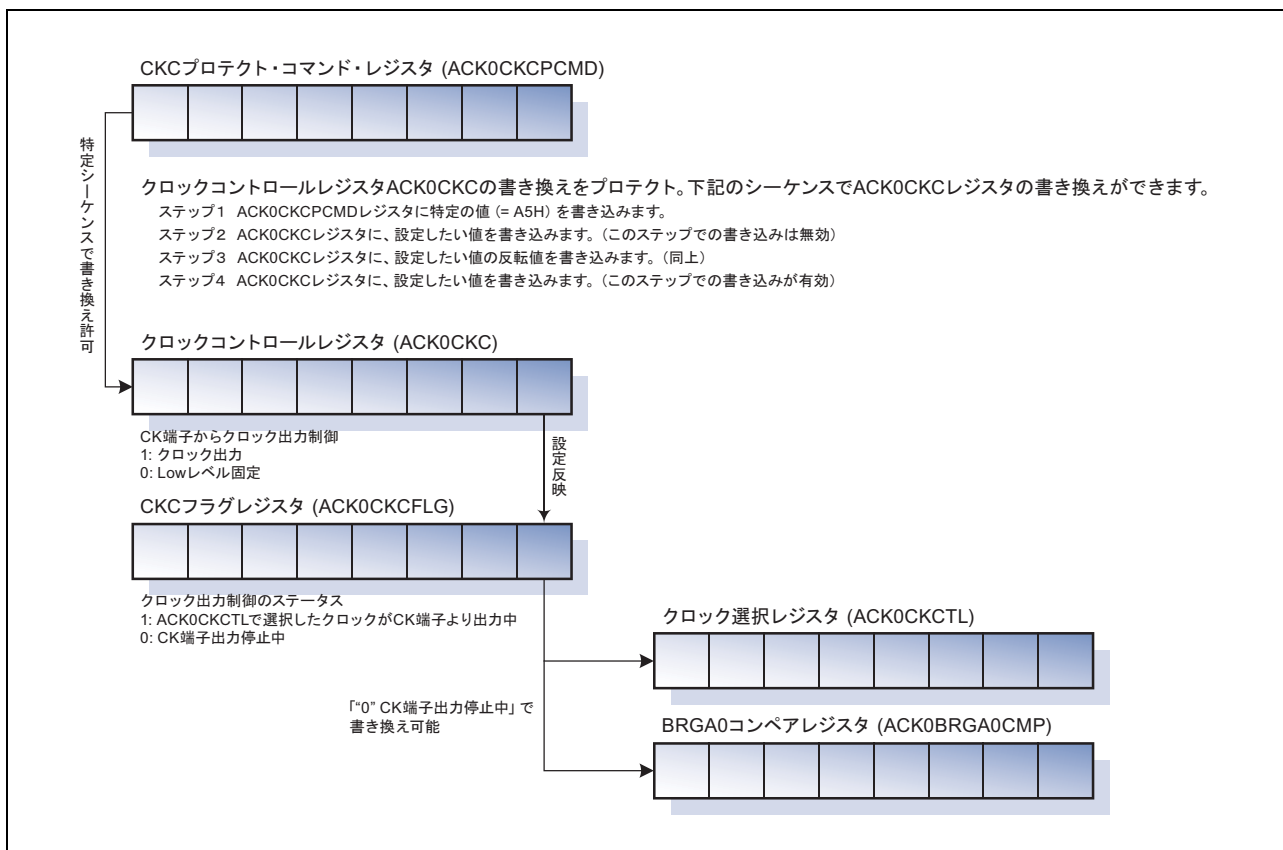 CKCプロテクト・コマンド・レジスタ (ACK0CKCPCMD)
特定シーケンスで書き換え許可
クロックコントロールレジスタACK0CKCの書き換えをプロテクト。下記のシーケンスでACK0CKCレジスタの書き換えができます。
ステップ1 ACK0CKCPCMDレジスタに特定の値 (= A5H) を書き込みます。
ステップ2 ACK0CKCレジスタに、設定したい値を書き込みます。(このステップでの書き込みは無効)
ステップ3 ACK0CKCレジスタに、設定したい値の反転値を書き込みます。(同上)
ステップ4 ACK0CKCレジスタに、設定したい値を書き込みます。(このステップでの書き込みが有効)
クロックコントロールレジスタ (ACK0CKC)
CK端子からクロック出力制御
1: クロック出力
0: Lowレベル固定
設定反映
CKCフラグレジスタ (ACK0CKCFLG)
クロック出力制御のステータス
1: ACK0CKCTLで選択したクロックがCK端子より出力中
0: CK端子出力停止中
クロック選択レジスタ (ACK0CKCTL)
「“0” CK端子出力停止中」で
書き換え可能
BRGA0コンペアレジスタ (ACK0BRGA0CMP)